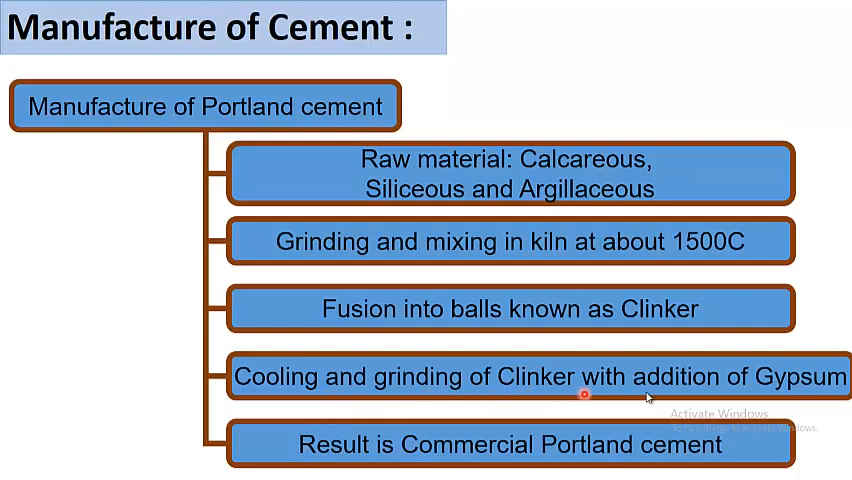 Manufacture of Cement :
Manufacture of Portland cement
Raw material: Calcareous,
Siliceous and Argillaceous
Grinding and mixing in kiln at about 1500C
Fusion into balls known as Clinker
Cooling and grinding of Clinker with addition of Gypsum
Activate Windows
Result is Commercial Portland cement